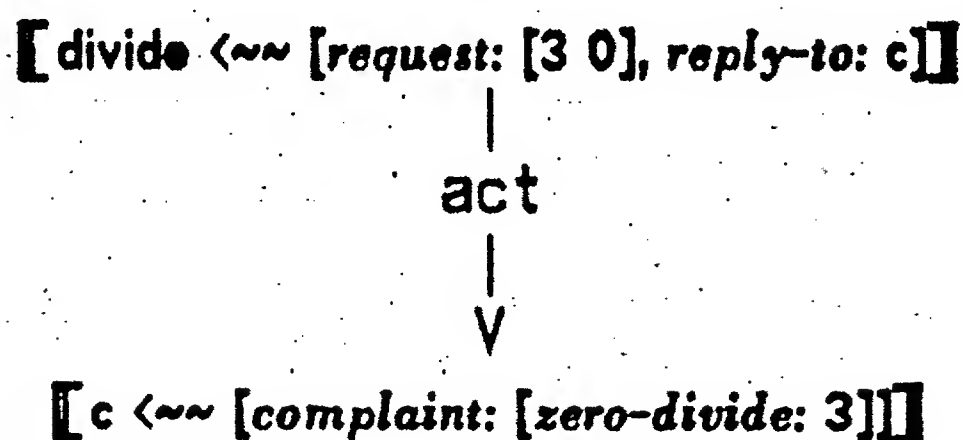 ⟦divide <~~ [request: [3 0], reply-to: c]⟧
|
act
|
V
⟦c <~~ [complaint: [zero-divide: 3]]⟧